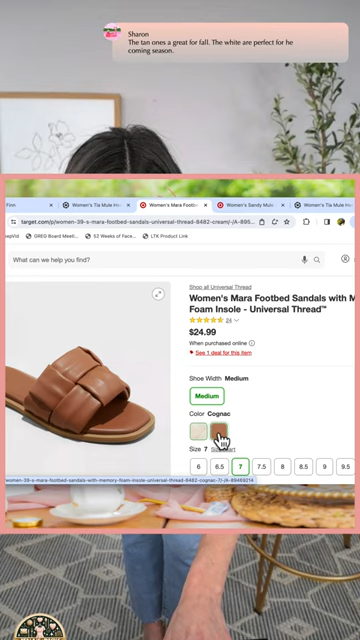 Sharon
The tan ones a great for fall. The white are perfect for he
coming season.
Women's Tia Mule He
Women's Mara Footb
Women's Sandy Mule
Women's Tia Mule H
target.com/p/women-39-s-mara-footbed-sandals-universal-thread-8482-cream/-/A-895...
epVid
GREG Board Meeti...
52 Weeks of Face...
LTK Product Link
What can we help you find?
Shop all Universal Thread
Women's Mara Footbed Sandals with M
Foam Insole - Universal Thread™
24
$24.99
When purchased online
See 1 deal for this item
Shoe Width Medium
Medium
Color Cognac
Size 7
6 6.5 7 7.5 8 8.5 9 9.5
women-39-s-mara-footbed-sandals-with-memory-foam-insole-universal-thread-8482-cognac-7/-/A-89469214